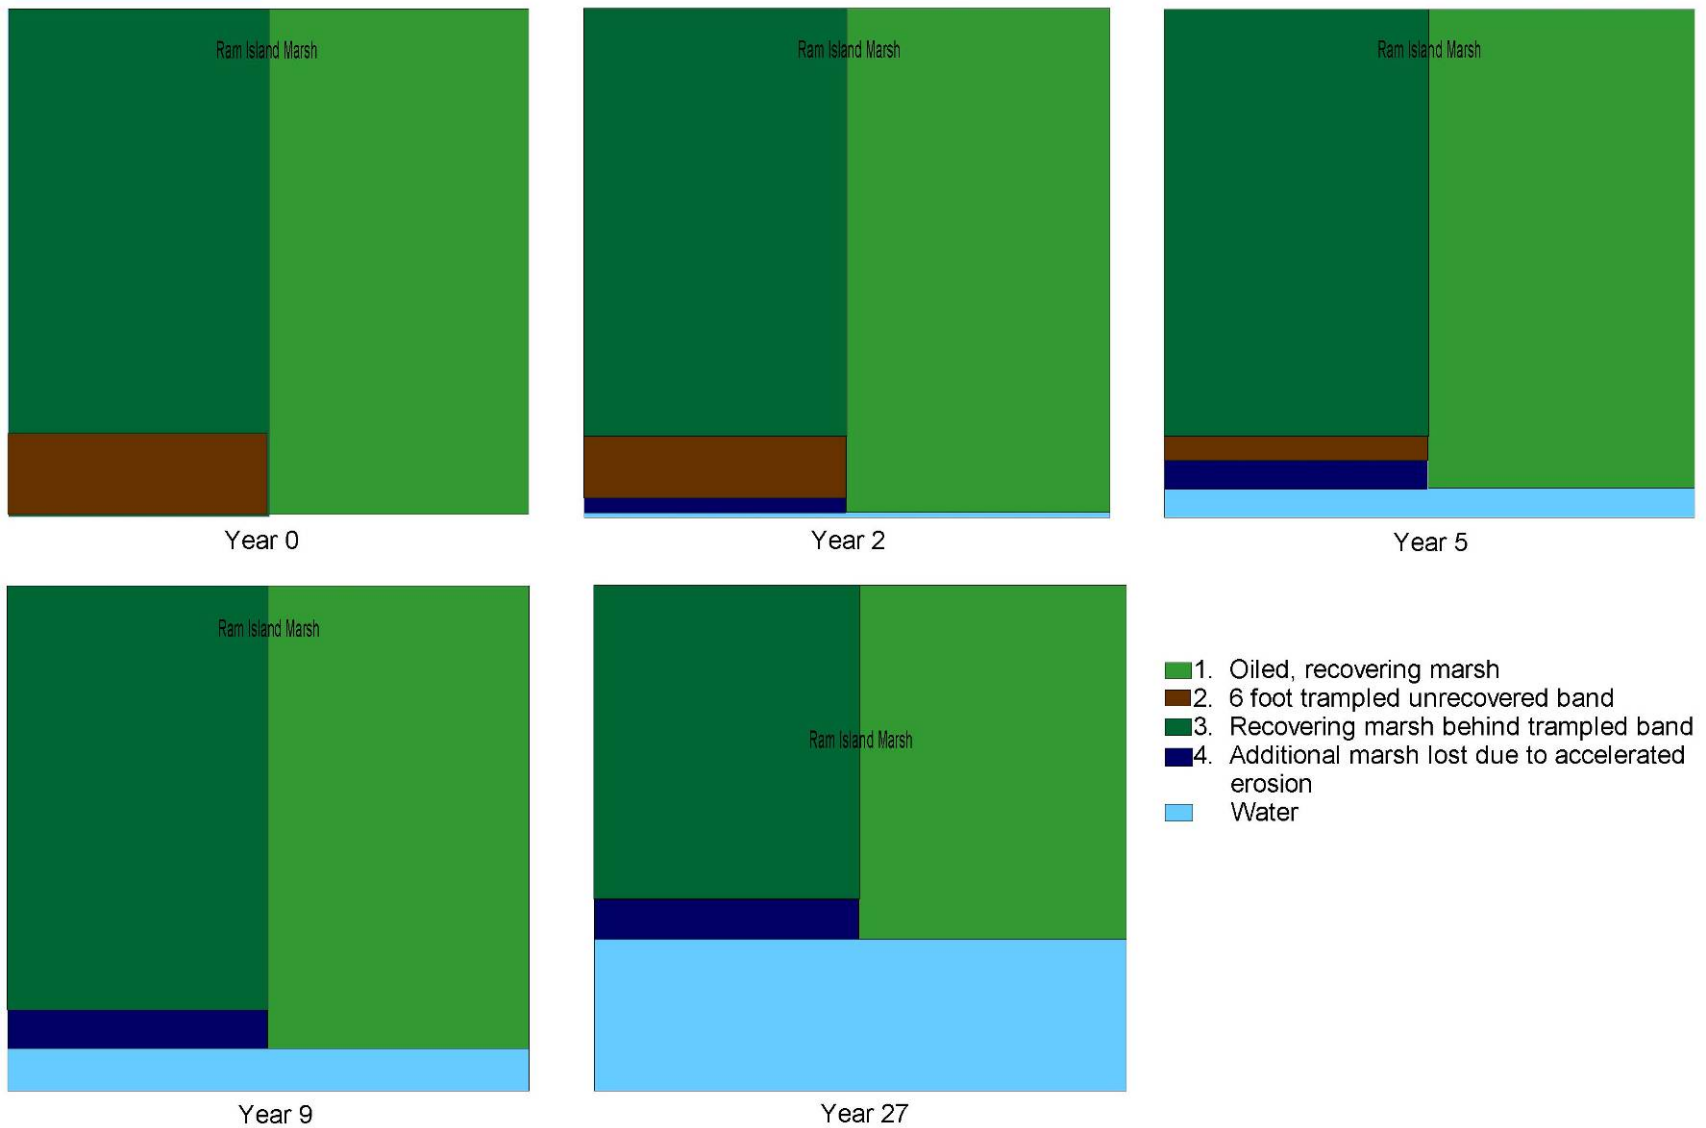 Ram Island Marsh
Ram Island Marsh
Ram Island Marsh
Year 0
Year 2
Year 5
Ram Island Marsh
Ram Island Marsh
1. Oiled, recovering marsh
2. 6 foot trampled unrecovered band
3. Recovering marsh behind trampled band
4. Additional marsh lost due to accelerated
erosion
Water
Year 9
Year 27